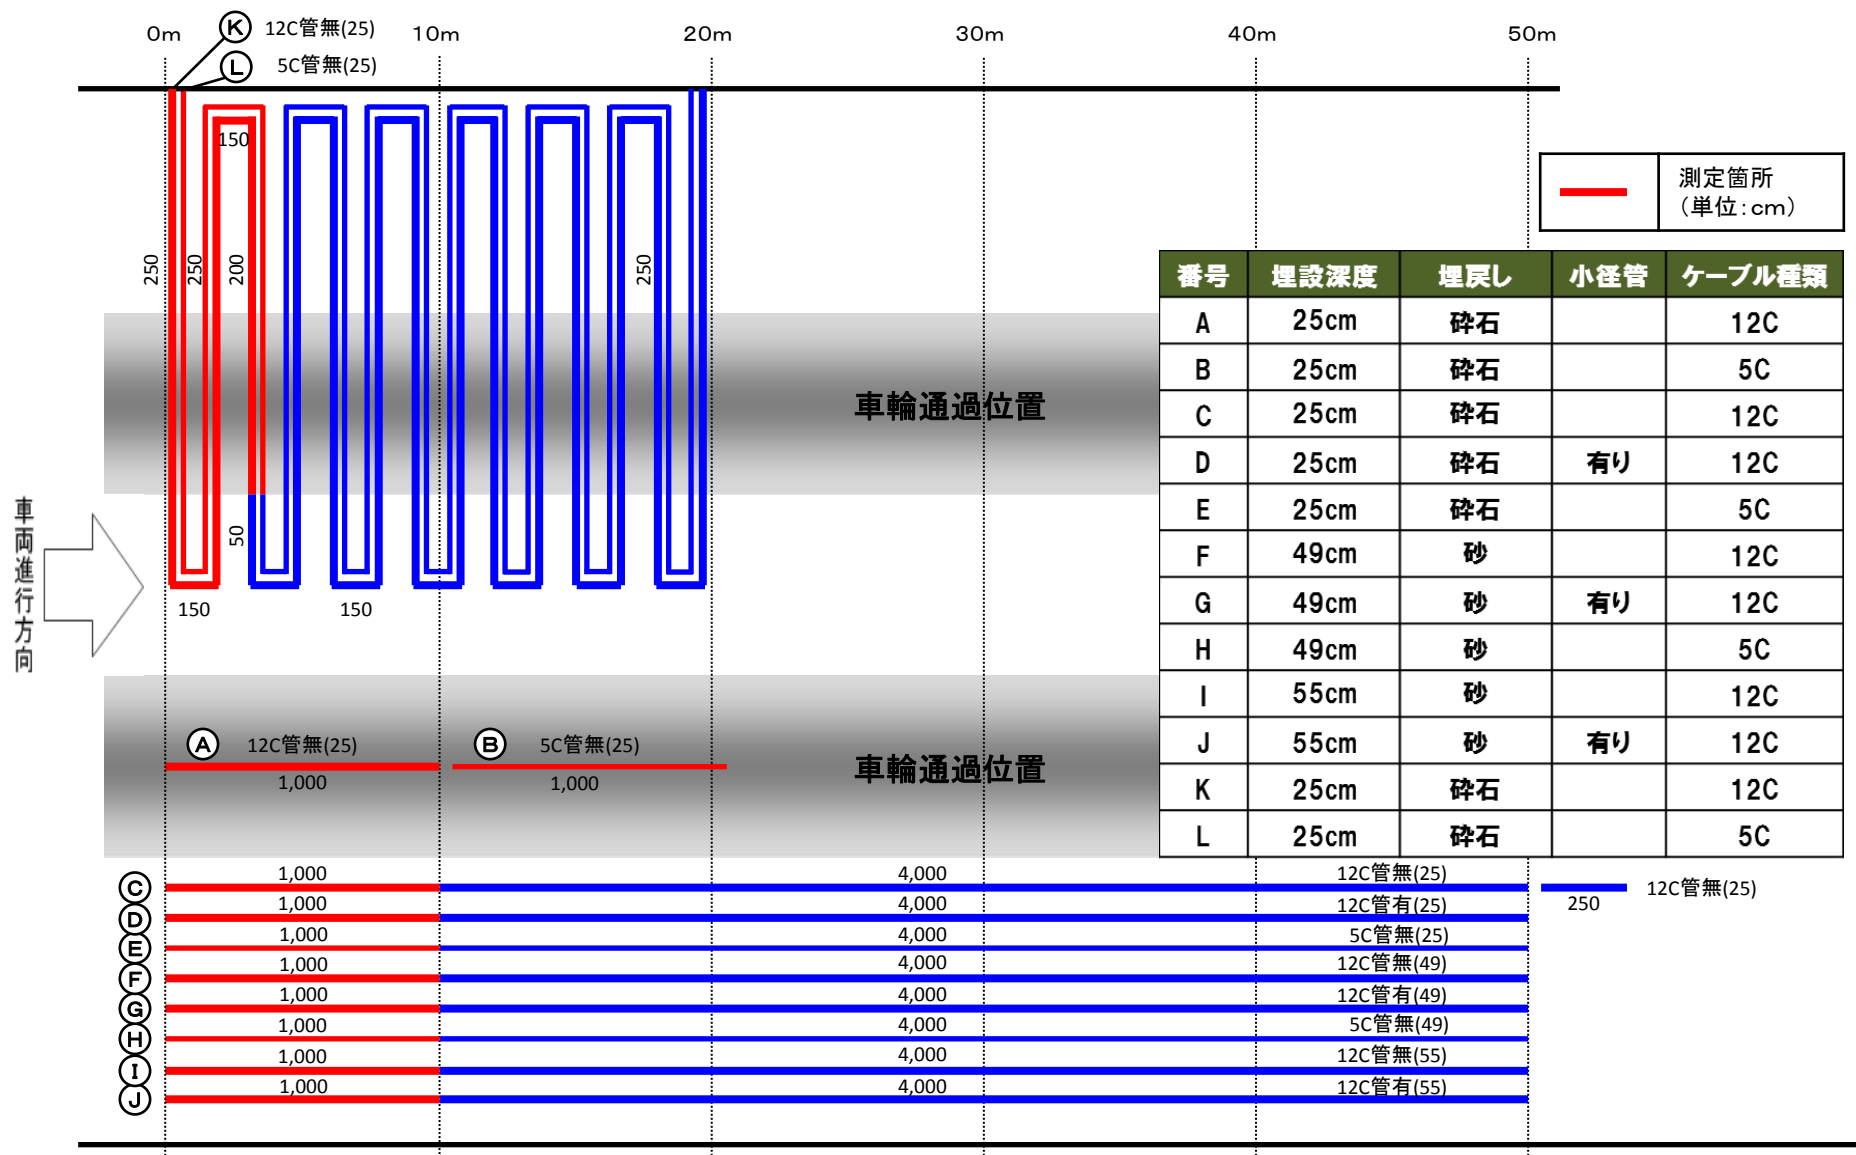 0m
10m
20m
30m
40m
50m
K 12C管無(25)
L 5C管無(25)
150
250
250
200
250
50
150
150
測定箇所
(単位:cm)
番号 埋設深度 埋戻し 小径管 ケーブル種類
A 25cm 砕石 12C
B 25cm 砕石 5C
C 25cm 砕石 12C
D 25cm 砕石 有り 12C
E 25cm 砕石 5C
F 49cm 砂 12C
G 49cm 砂 有り 12C
H 49cm 砂 5C
I 55cm 砂 12C
J 55cm 砂 有り 12C
K 25cm 砕石 12C
L 25cm 砕石 5C
車輪通過位置
車両進行方向
A 12C管無(25)
1,000
B 5C管無(25)
1,000
車輪通過位置
C 1,000 4,000 12C管無(25)
12C管無(25)
250
D 1,000 4,000 12C管有(25)
E 1,000 4,000 5C管無(25)
F 1,000 4,000 12C管無(49)
G 1,000 4,000 12C管有(49)
H 1,000 4,000 5C管無(49)
I 1,000 4,000 12C管無(55)
J 1,000 4,000 12C管有(55)